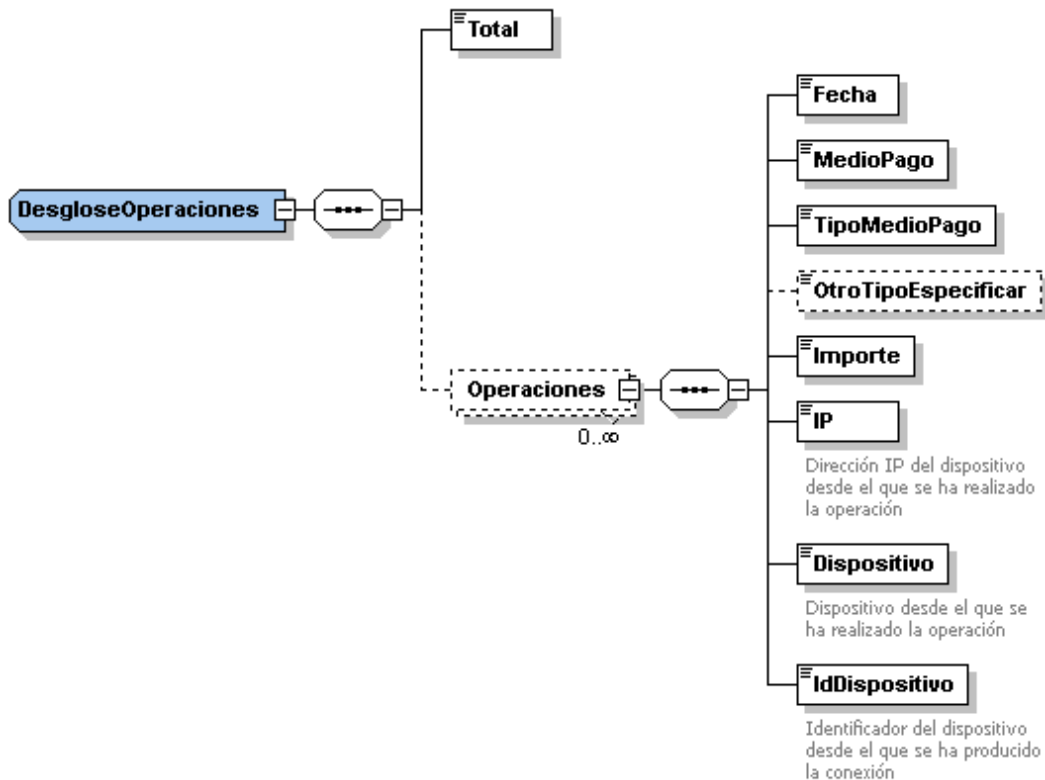 Total
Fecha
MedioPago
DesgloseOperaciones
TipoMedioPago
OtroTipoEspecificar
Importe
Operaciones
0..∞
IP
Dirección IP del dispositivo
desde el que se ha realizado
la operación
Dispositivo
Dispositivo desde el que se
ha realizado la operación
IdDispositivo
Identificador del dispositivo
desde el que se ha producido
la conexión